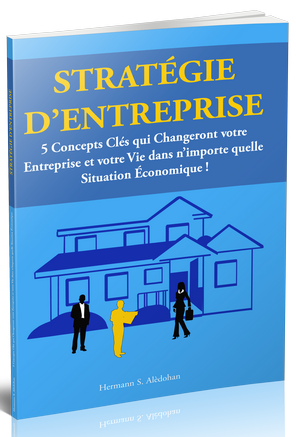 STRATÉGIE
D'ENTREPRISE
5 Concepts Clés qui Changeront votre
Entreprise et votre Vie dans n'importe quelle
Situation Économique !
Hermann S. Alédohan